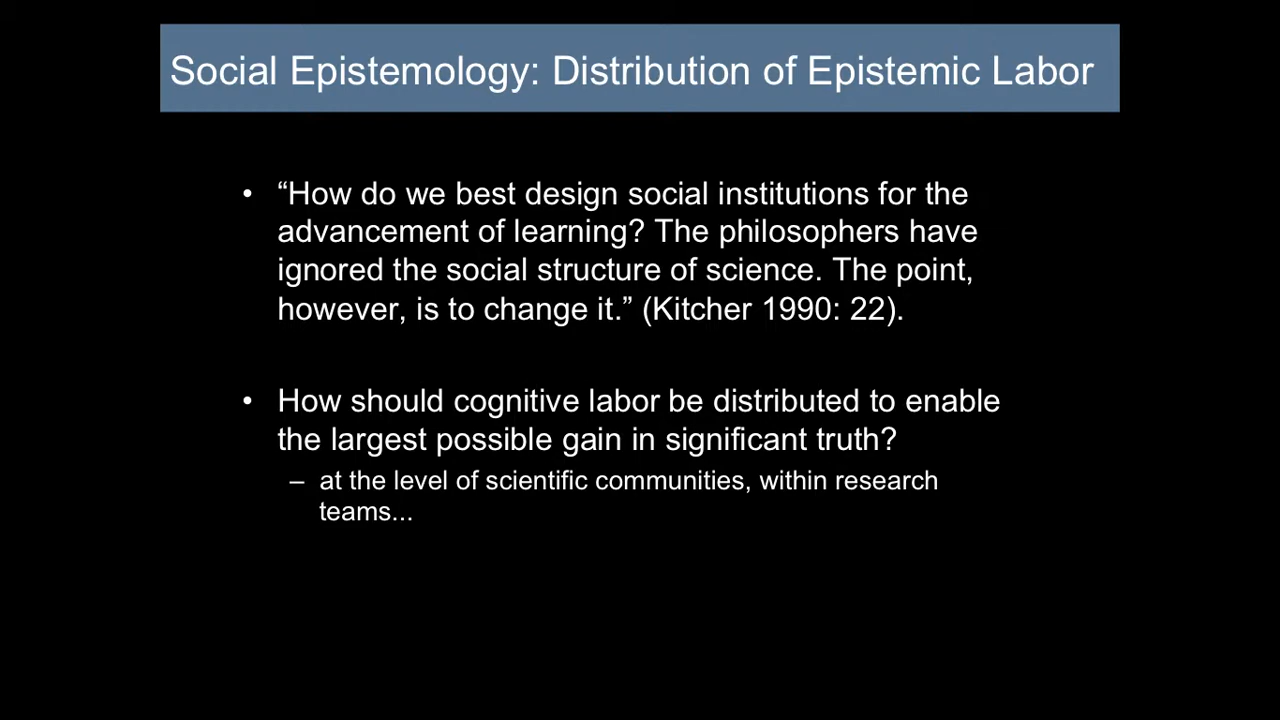 Social Epistemology: Distribution of Epistemic Labor
• “How do we best design social institutions for the
advancement of learning? The philosophers have
ignored the social structure of science. The point,
however, is to change it.” (Kitcher 1990: 22).
• How should cognitive labor be distributed to enable
the largest possible gain in significant truth?
– at the level of scientific communities, within research
teams...